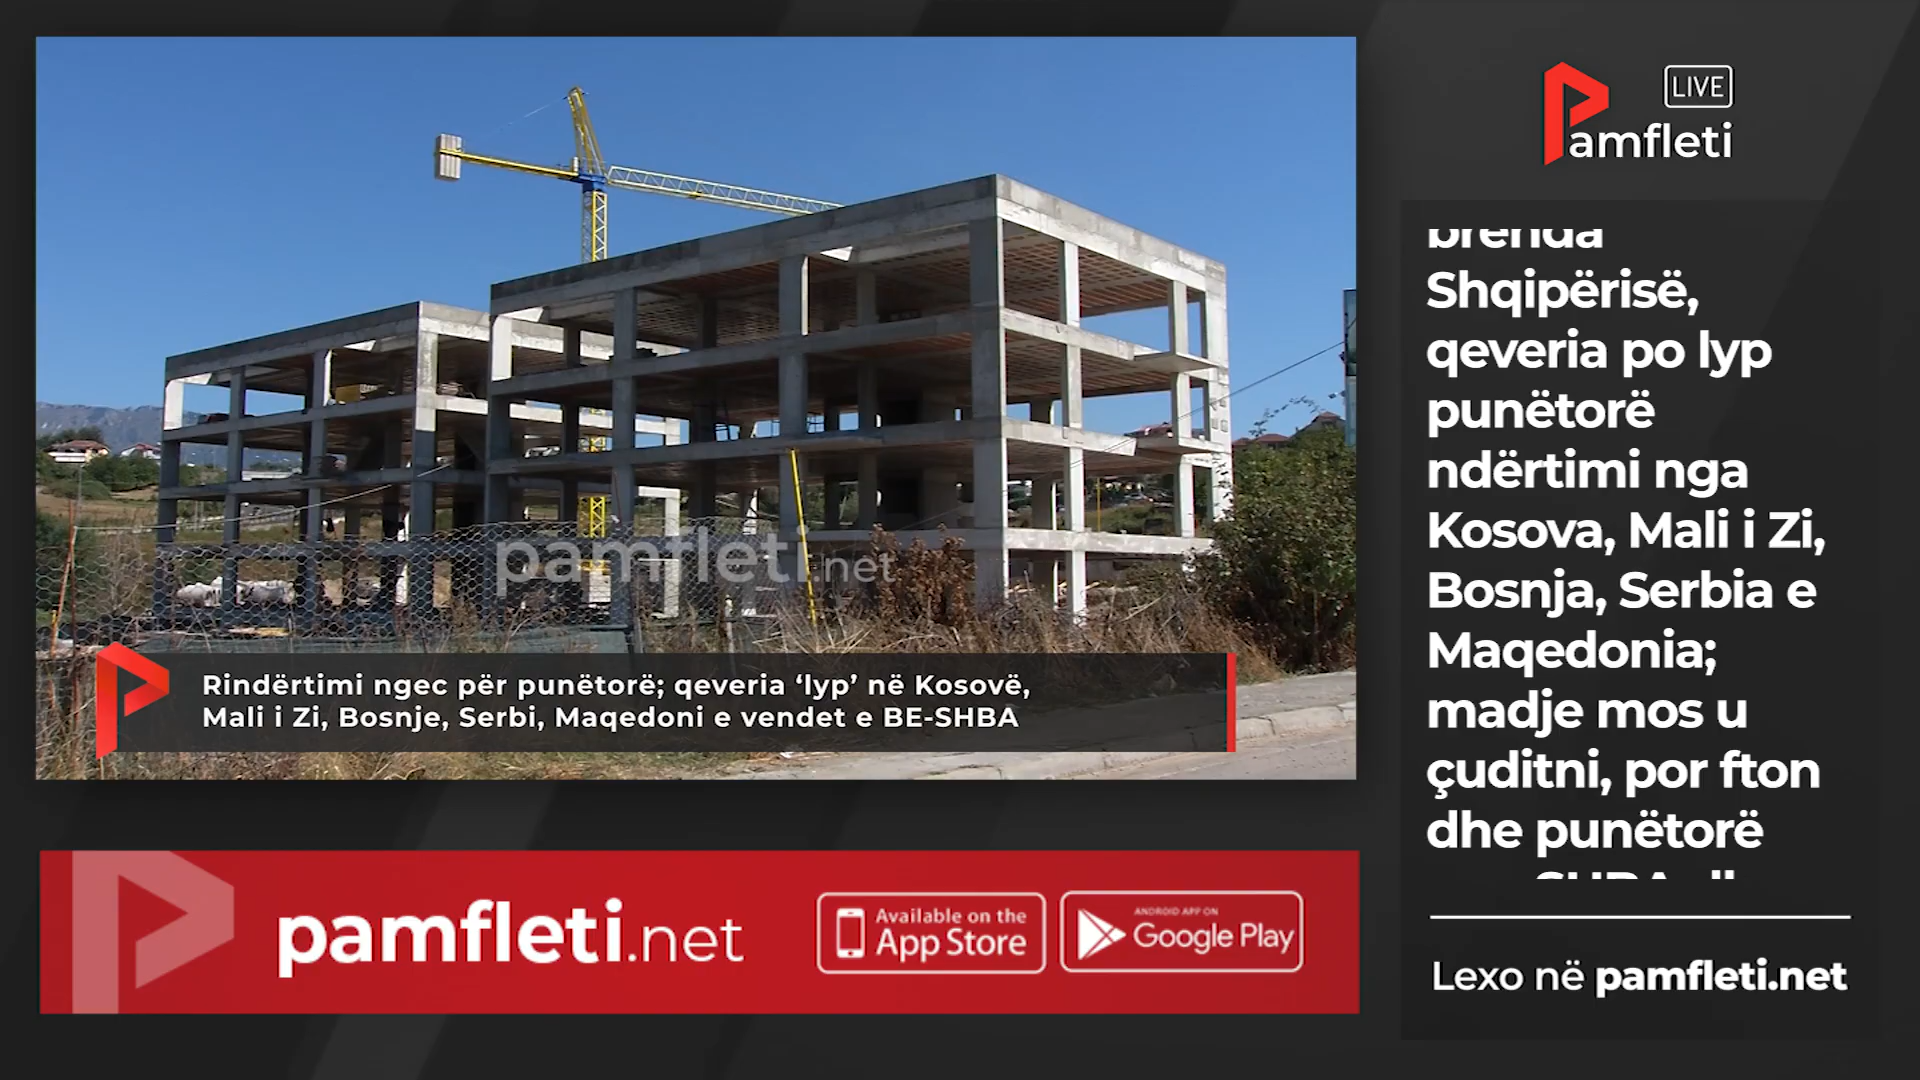 LIVE
Pamfleti
brenda
Shqipërisë,
qeveria po lyp
punëtorë
ndërtimi nga
Kosova, Mali i Zi,
Bosnja, Serbia e
Maqedonia;
madje mos u
çuditni, por fton
dhe punëtorë
pamfleti.net
Rindërtimi ngec për punëtorë; qeveria ‘lyp’ në Kosovë,
Mali i Zi, Bosnje, Serbi, Maqedoni e vendet e BE-SHBA
pamfleti.net
Available on the
App Store
ANDROID APP ON
Google Play
Lexo në pamfleti.net